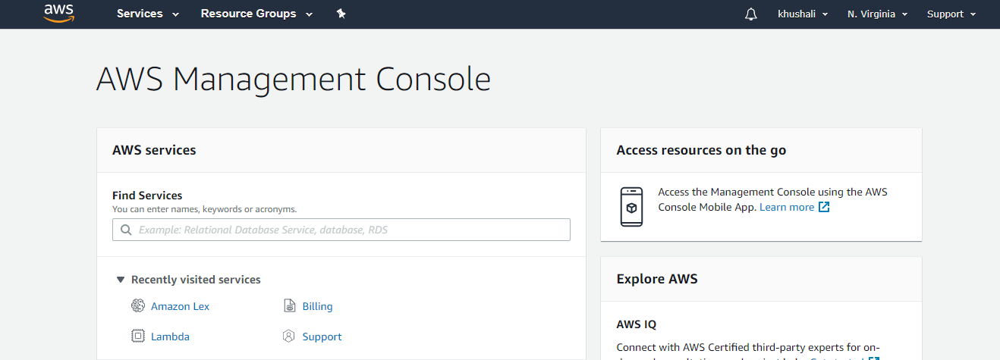 aws
Services
Resource Groups
khushali
N. Virginia
Support
AWS Management Console
AWS services
Find Services
You can enter names, keywords or acronyms.
Example: Relational Database Service, database, RDS
Recently visited services
Amazon Lex
Billing
Lambda
Support
Access resources on the go
Access the Management Console using the AWS
Console Mobile App. Learn more
Explore AWS
AWS IQ
Connect with AWS Certified third-party experts for on-